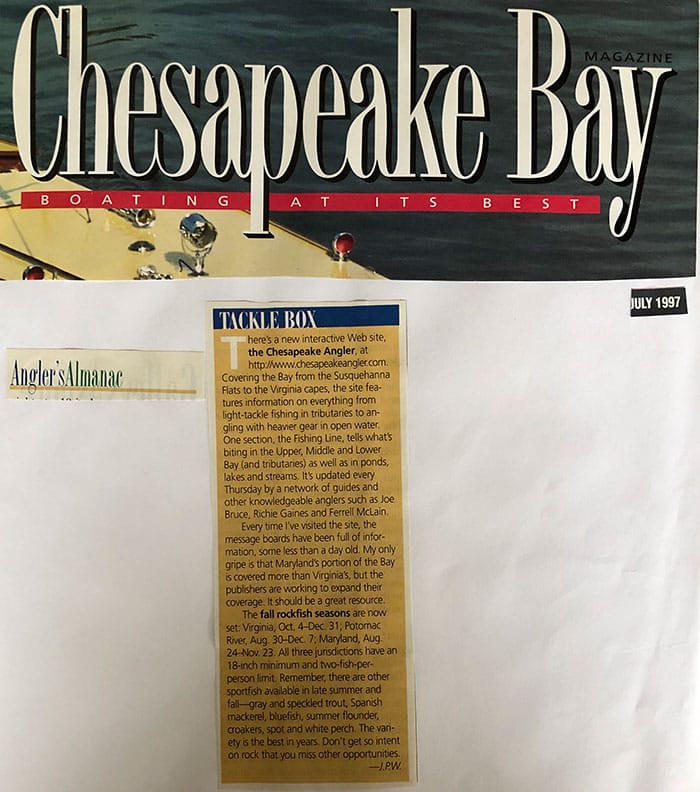 Chesapeake Bay
MAGAZINE
BOATING AT ITS BEST
JULY 1997
Angler'sAlmanac
TACKLE BOX
There's a new interactive Web site,
the Chesapeake Angler, at
http://www.chesapeakeangler.com.
Covering the Bay from the Susquehanna
Flats to the Virginia capes, the site fea-
tures information on everything from
light-tackle fishing in tributaries to an-
gling with heavier gear in open water.
One section, the Fishing Line, tells what's
biting in the Upper, Middle and Lower
Bay (and tributaries) as well as in ponds,
lakes and streams. It's updated every
Thursday by a network of guides and
other knowledgeable anglers such as Joe
Bruce, Richie Gaines and Ferrell McLain.
Every time I've visited the site, the
message boards have been full of infor-
mation, some less than a day old. My only
gripe is that Maryland's portion of the Bay
is covered more than Virginia's, but the
publishers are working to expand their
coverage. It should be a great resource.
The fall rockfish seasons are now
set: Virginia, Oct. 4–Dec. 31; Potomac
River, Aug. 30–Dec. 7; Maryland, Aug.
24–Nov. 23. All three jurisdictions have an
18-inch minimum and two-fish-per-
person limit. Remember, there are other
sportfish available in late summer and
fall—gray and speckled trout, Spanish
mackerel, bluefish, summer flounder,
croakers, spot and white perch. The vari-
ety is the best in years. Don't get so intent
on rock that you miss other opportunities.
—J.P.W.